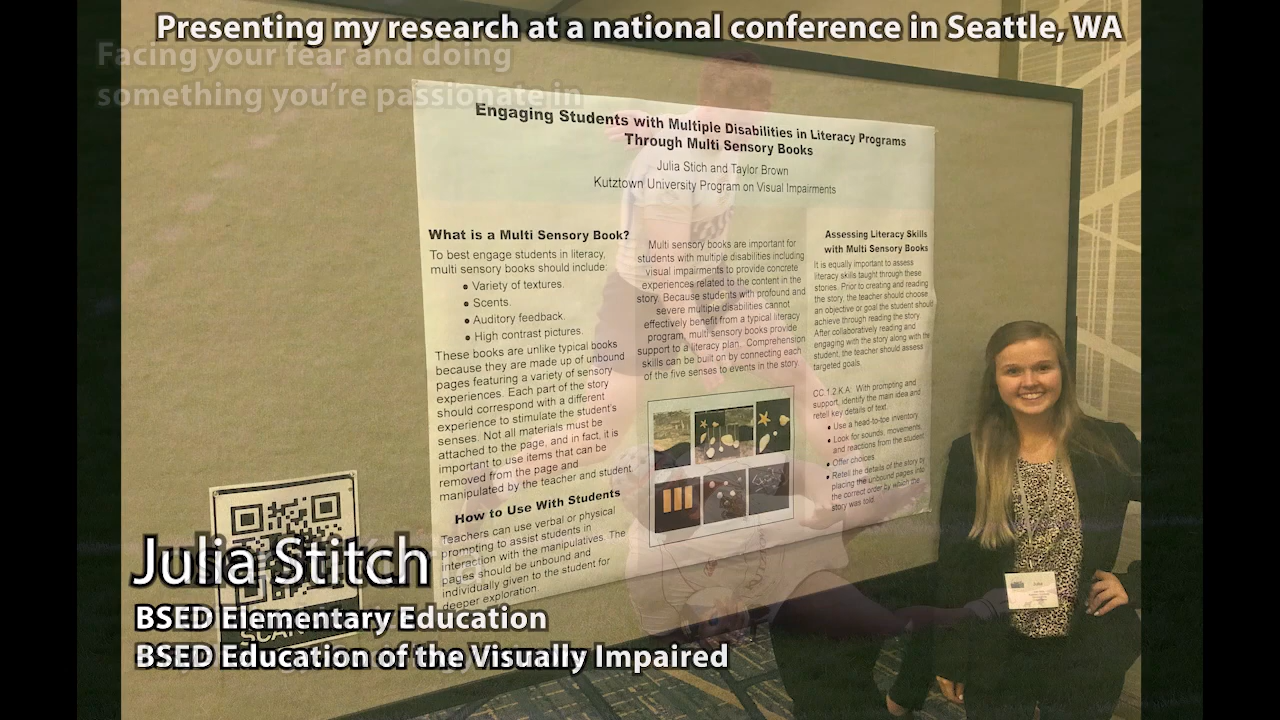 Presenting my research at a national conference in Seattle, WA
Facing your fear and doing
something you're passionate in
Engaging Students with Multiple Disabilities in Literacy Programs
Through Multi Sensory Books
Julia Stich and Taylor Brown
Kutztown University Program on Visual Impairments
What is a Multi Sensory Book?
To best engage students in literacy,
multi sensory books should include:
• Variety of textures.
• Scents.
• Auditory feedback.
• High contrast pictures.
These books are unlike typical books
because they are made up of unbound
pages featuring a variety of sensory
experiences. Each part of the story
should correspond with a different
experience to stimulate the student's
senses. Not all materials must be
attached to the page, and in fact, it is
important to use items that can be
removed from the page and
manipulated by the teacher and student.
How to Use With Students
Teachers can use verbal or physical
prompting to assist students in
interaction with the manipulatives. The
pages should be unbound and
individually given to the student for
deeper exploration.
Multi sensory books are important for
students with multiple disabilities including
visual impairments to provide concrete
experiences related to the content in the
story. Because students with profound and
severe multiple disabilities cannot
effectively benefit from a typical literacy
program, multi sensory books provide
support to a literacy plan. Comprehension
skills can be built on by connecting each
of the five senses to events in the story.
Assessing Literacy Skills
with Multi Sensory Books
It is equally important to assess
literacy skills taught through these
stories. Prior to creating and reading
the story, the teacher should choose
an objective or goal the student should
achieve through reading the story.
After collaboratively reading and
engaging with the story along with the
student, the teacher should assess
targeted goals.
CC.1.2.K.A: With prompting and
support, identify the main idea and
retell key details of text.
• Use a head-to-toe inventory
• Look for sounds, movements,
and reactions from the student
• Offer choices
• Retell the details of the story by
placing the unbound pages into
the correct order by which the
story was told.
SCAN
Julia Stitch
BSED Elementary Education
BSED Education of the Visually Impaired